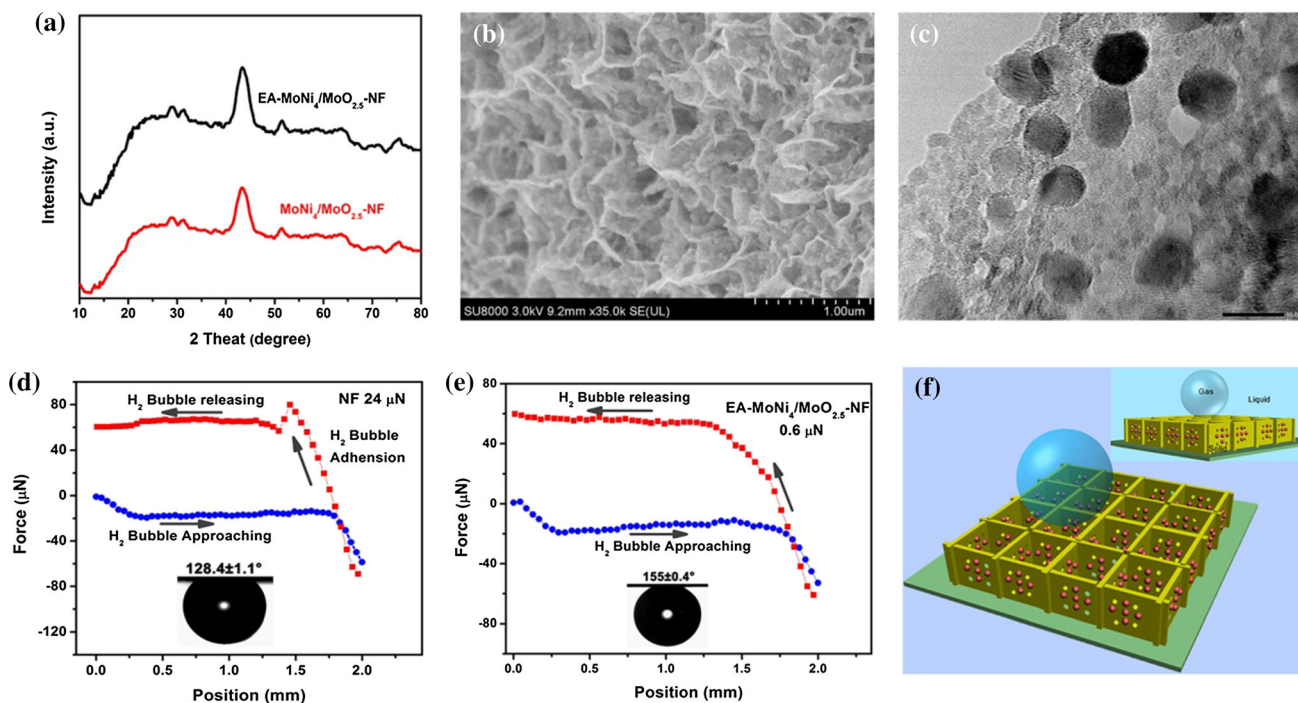 (a)
EA-MoNi₄/MoO₂.₅-NF
MoNi₄/MoO₂.₅-NF
Intensity (a.u.)
10 20 30 40 50 60 70 80
2 Theat (degree)
(b)
SU8000 3.0kV 9.2mm x35.0k SE(UL)
1.00um
(c)
(d)
H₂ Bubble releasing
NF 24 μN
H₂ Bubble
Adhension
H₂ Bubble Approaching
128.4±1.1°
Force (μN)
80
40
0
-40
-80
-120
0.0 0.5 1.0 1.5 2.0
Position (mm)
(e)
H₂ Bubble releasing
EA-MoNi₄/MoO₂.₅-NF
0.6 μN
H₂ Bubble Approaching
155±0.4°
Force (μN)
80
40
0
-40
-80
0.0 0.5 1.0 1.5 2.0
Position (mm)
(f)
Gas
Liquid
Solid